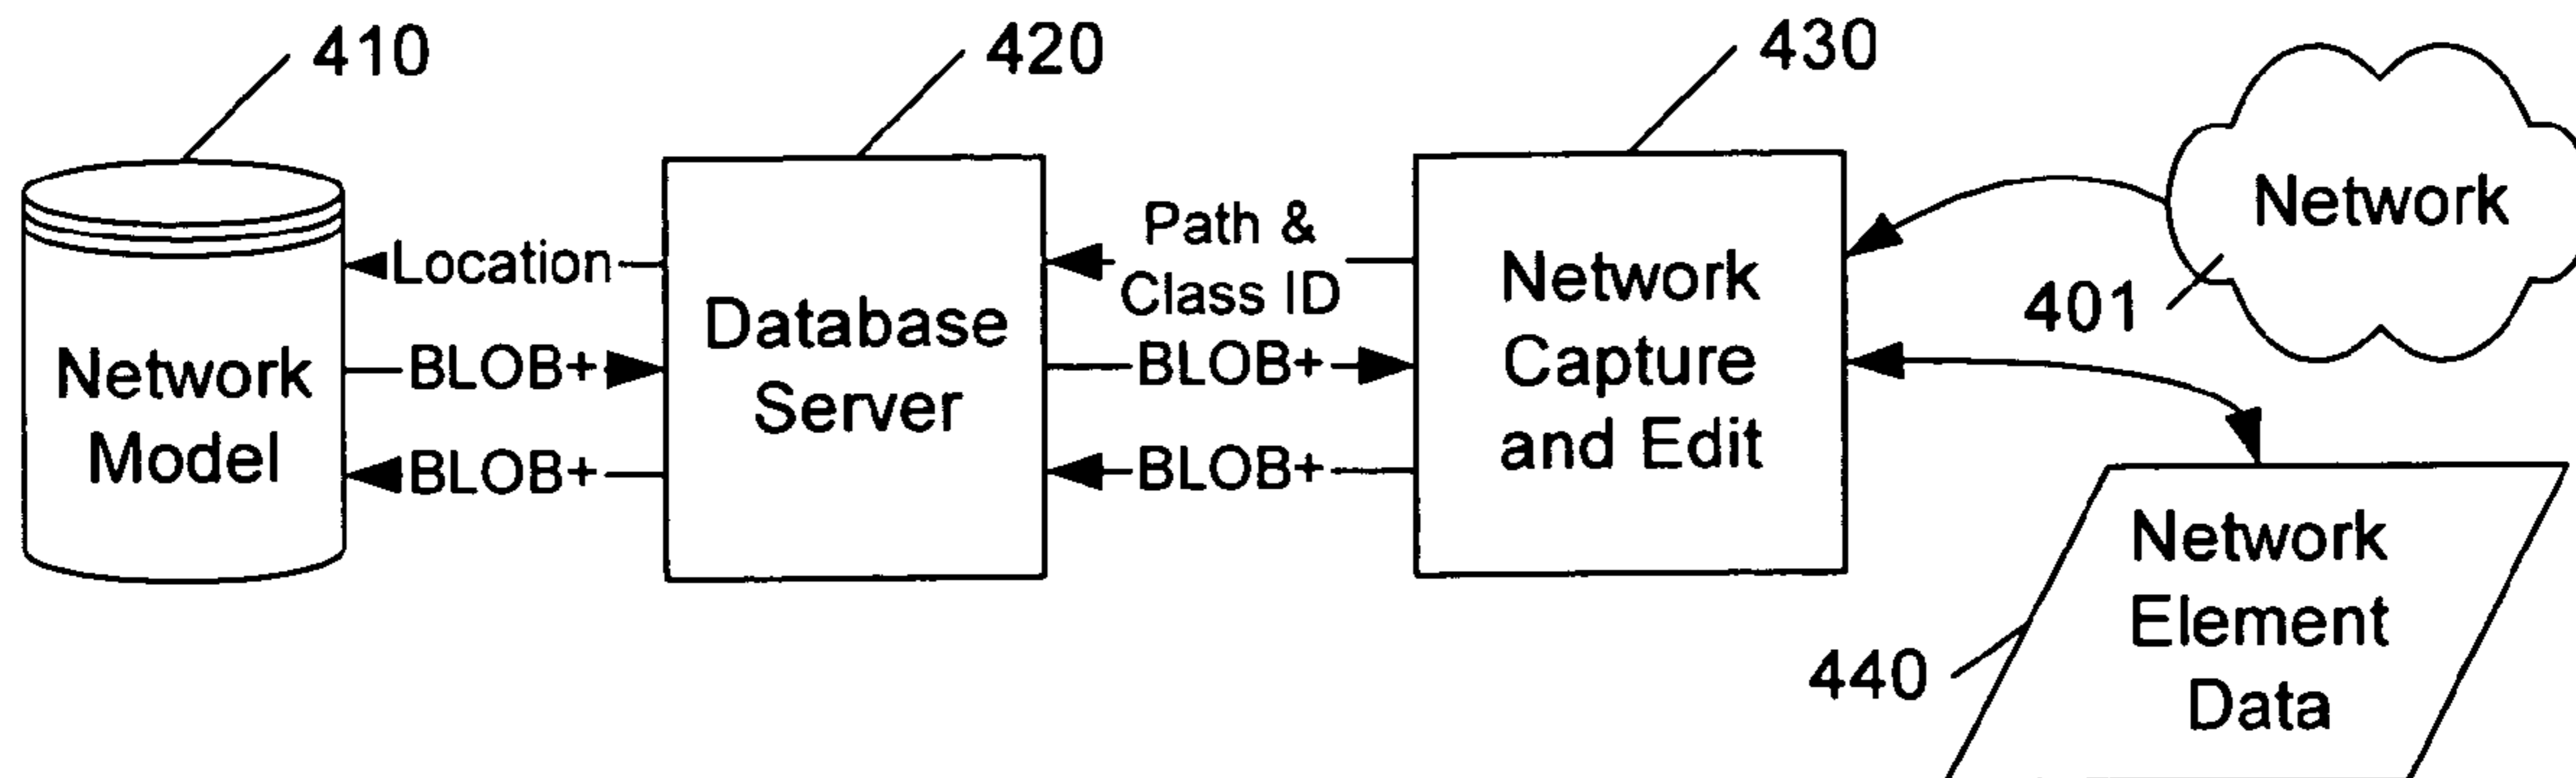 410
420
430
Network
401
Path &
Class ID
Location
BLOB+
BLOB+
BLOB+
BLOB+
Network
Model
Database
Server
Network
Capture
and Edit
440
Network
Element
Data